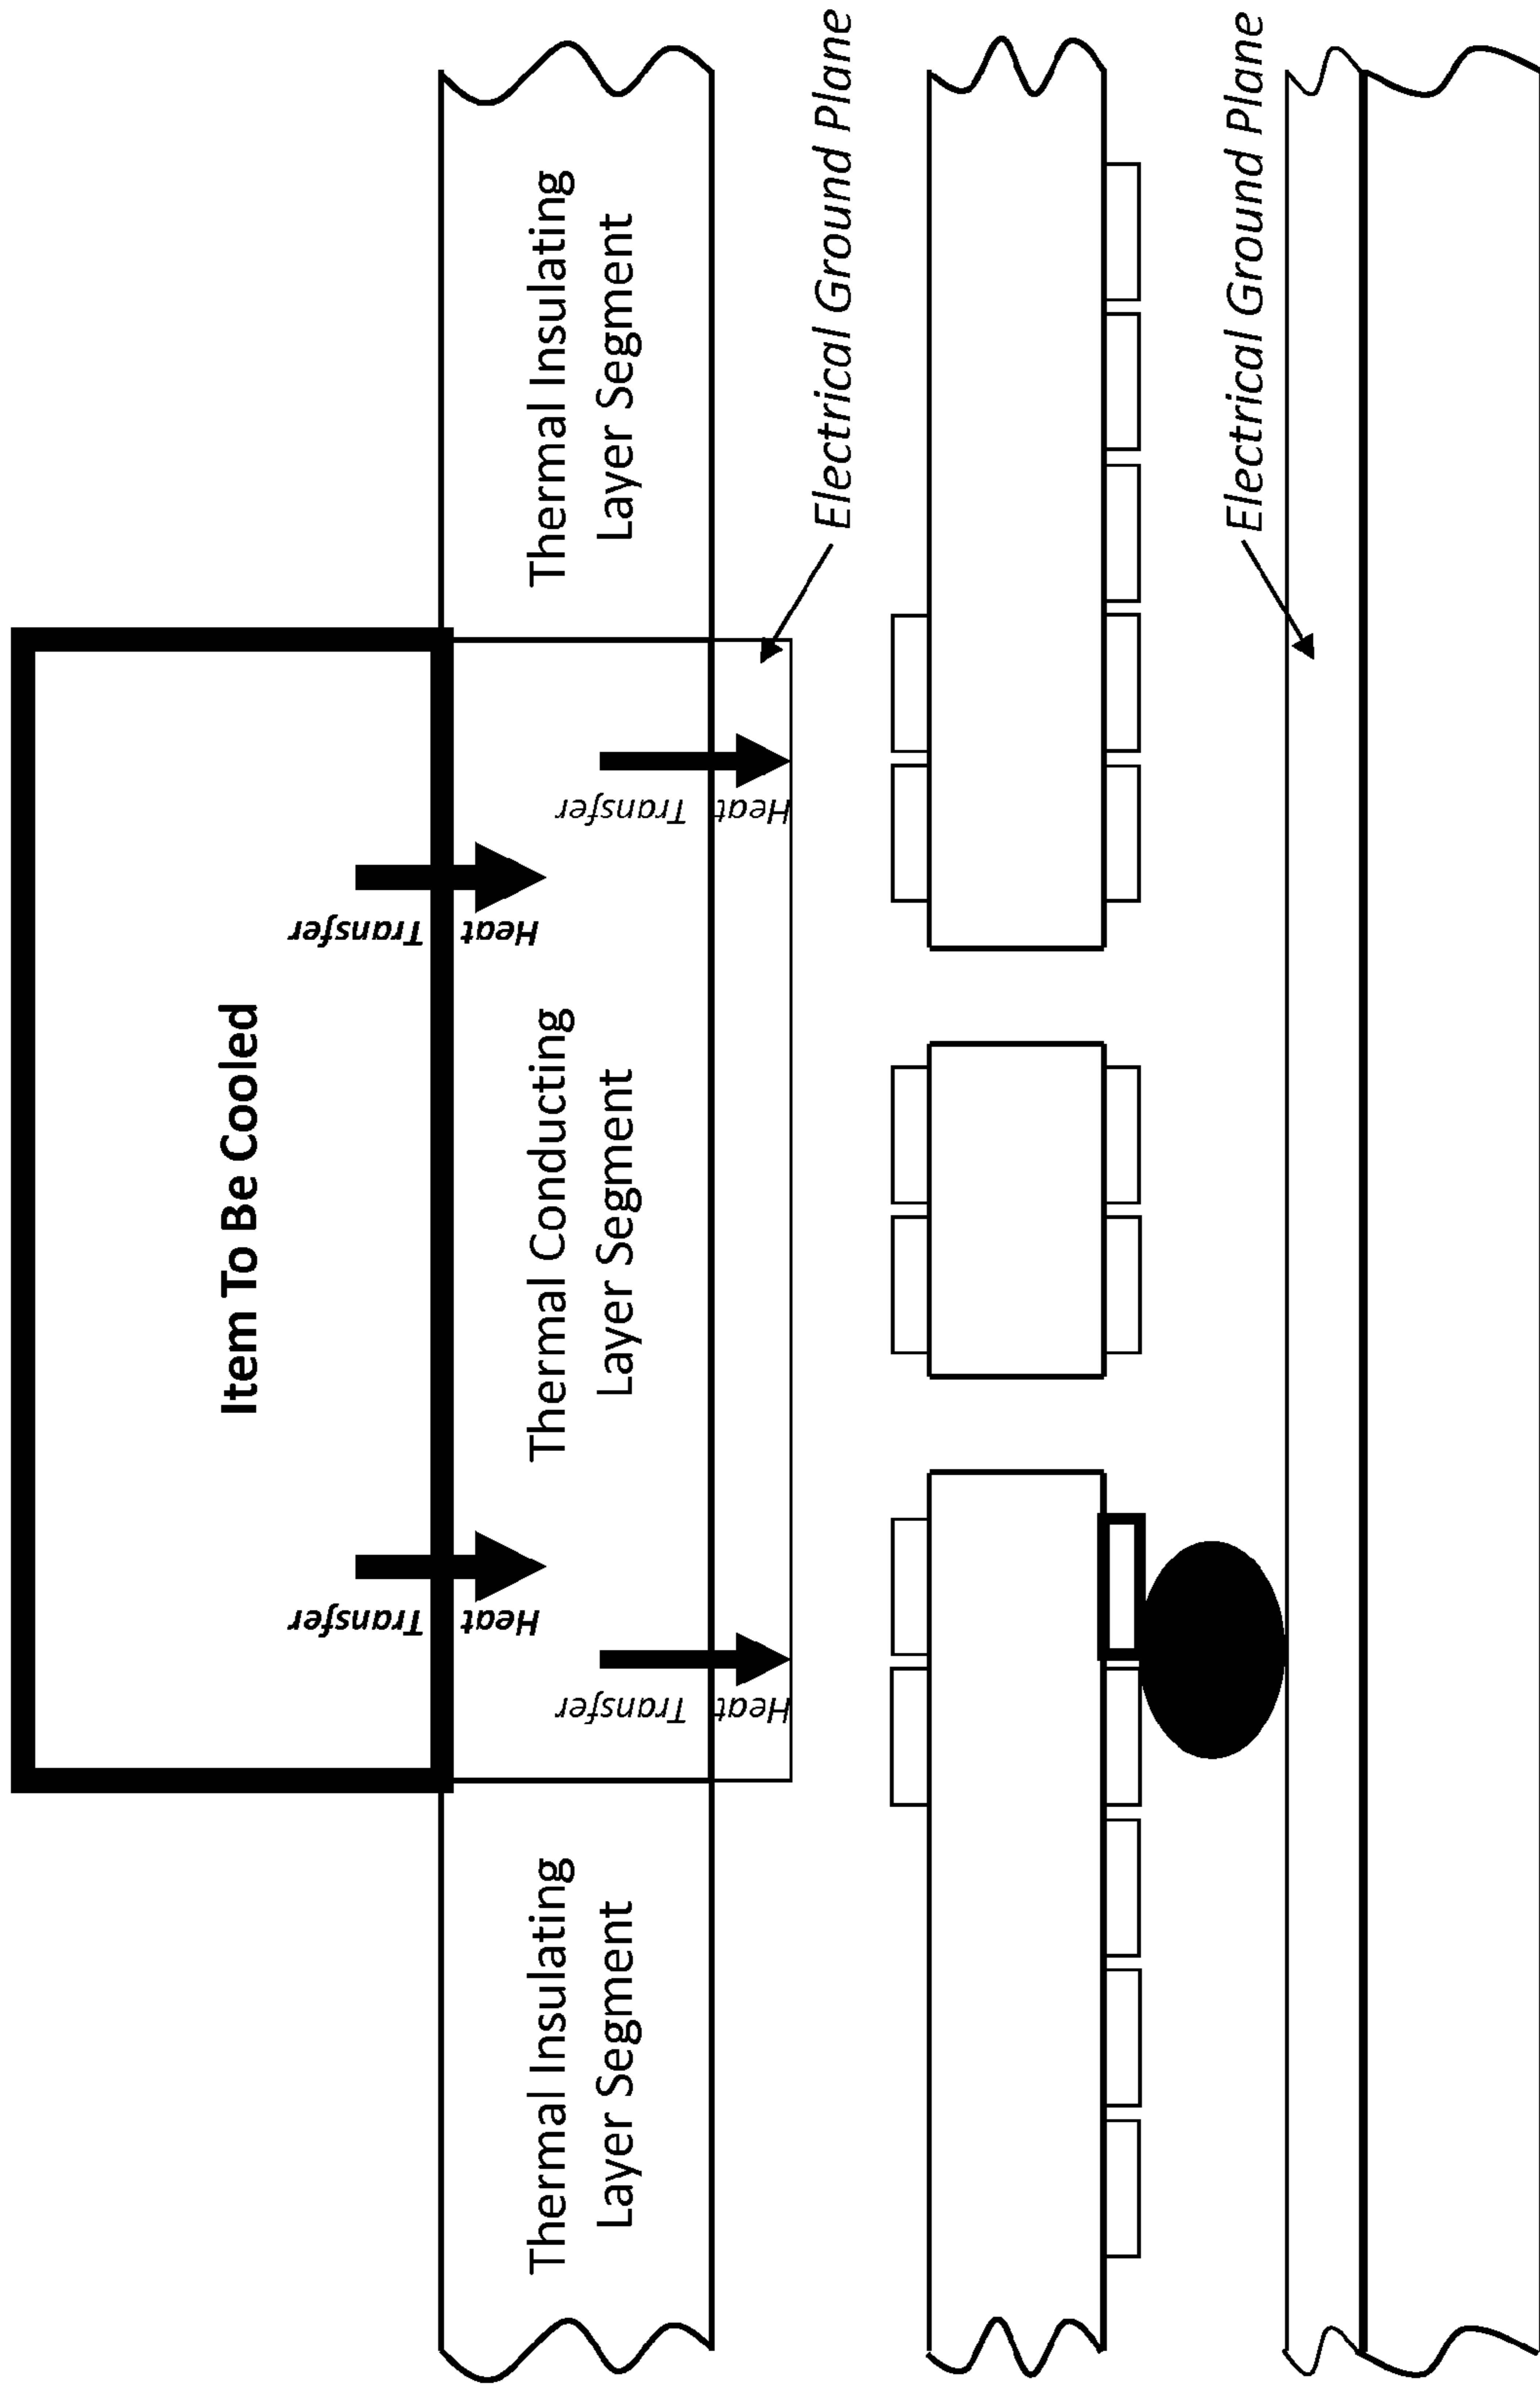 Item To Be Cooled
Heat Transfer
Heat Transfer
Thermal Insulating
Layer Segment
Thermal Conducting
Layer Segment
Thermal Insulating
Layer Segment
Heat Transfer
Heat Transfer
Electrical Ground Plane
Electrical Ground Plane